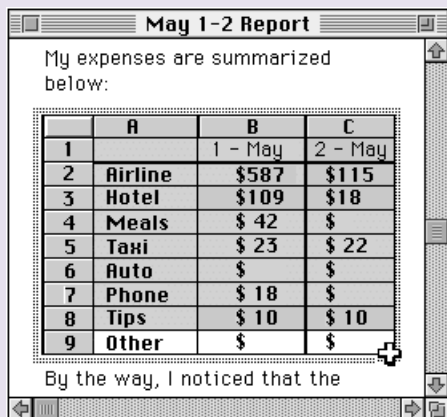 May 1-2 Report
My expenses are summarized
below:
A B C
1 1 - May 2 - May
2 Airline $587 $115
3 Hotel $109 $18
4 Meals $ 42 $
5 Taxi $ 23 $ 22
6 Auto $ $
7 Phone $ 18 $
8 Tips $ 10 $ 10
9 Other $ $
By the way, I noticed that the